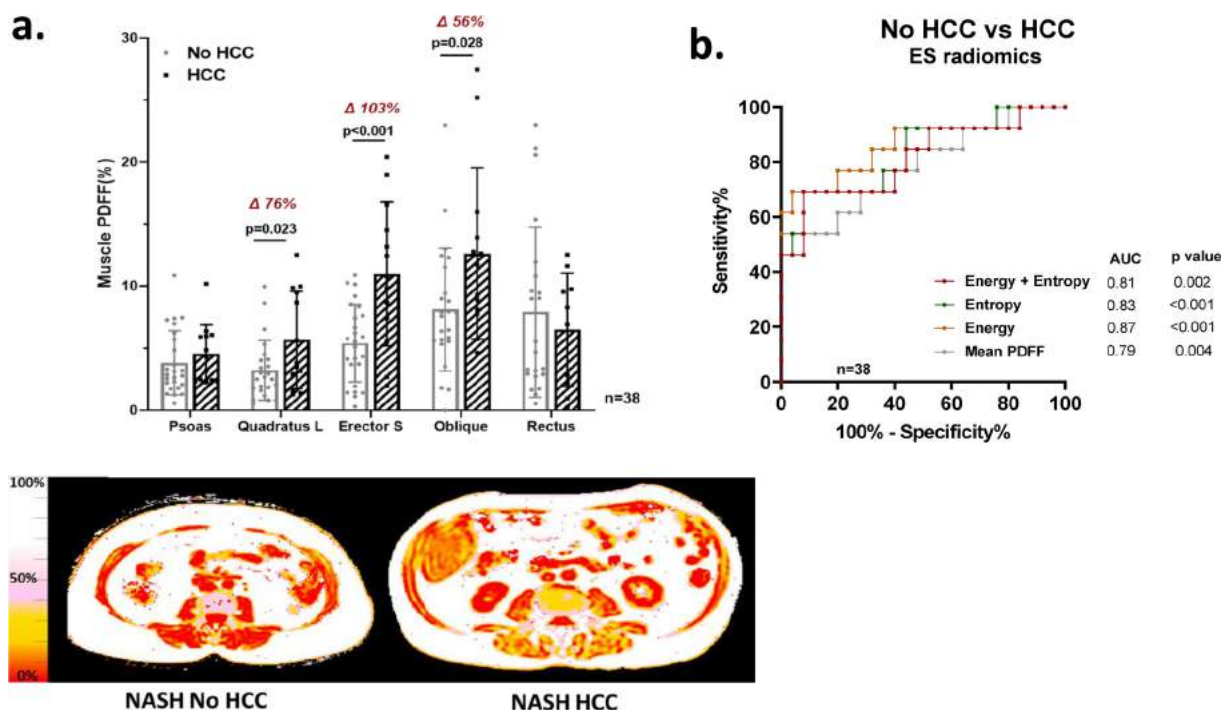 a.
No HCC
HCC
Muscle PDFF(%)
30
20
10
0
Δ 76%
p=0.023
Δ 103%
p<0.001
Δ 56%
p=0.028
Psoas
Quadratus L
Erector S
Oblique
Rectus
n=38
b.
No HCC vs HCC
ES radiomics
Sensitivity%
100
80
60
40
20
0
AUC
p value
Energy + Entropy 0.81 0.002
Entropy 0.83 <0.001
Energy 0.87 <0.001
Mean PDFF 0.79 0.004
n=38
0 20 40 60 80 100
100% - Specificity%
100%
50%
0%
NASH No HCC
NASH HCC